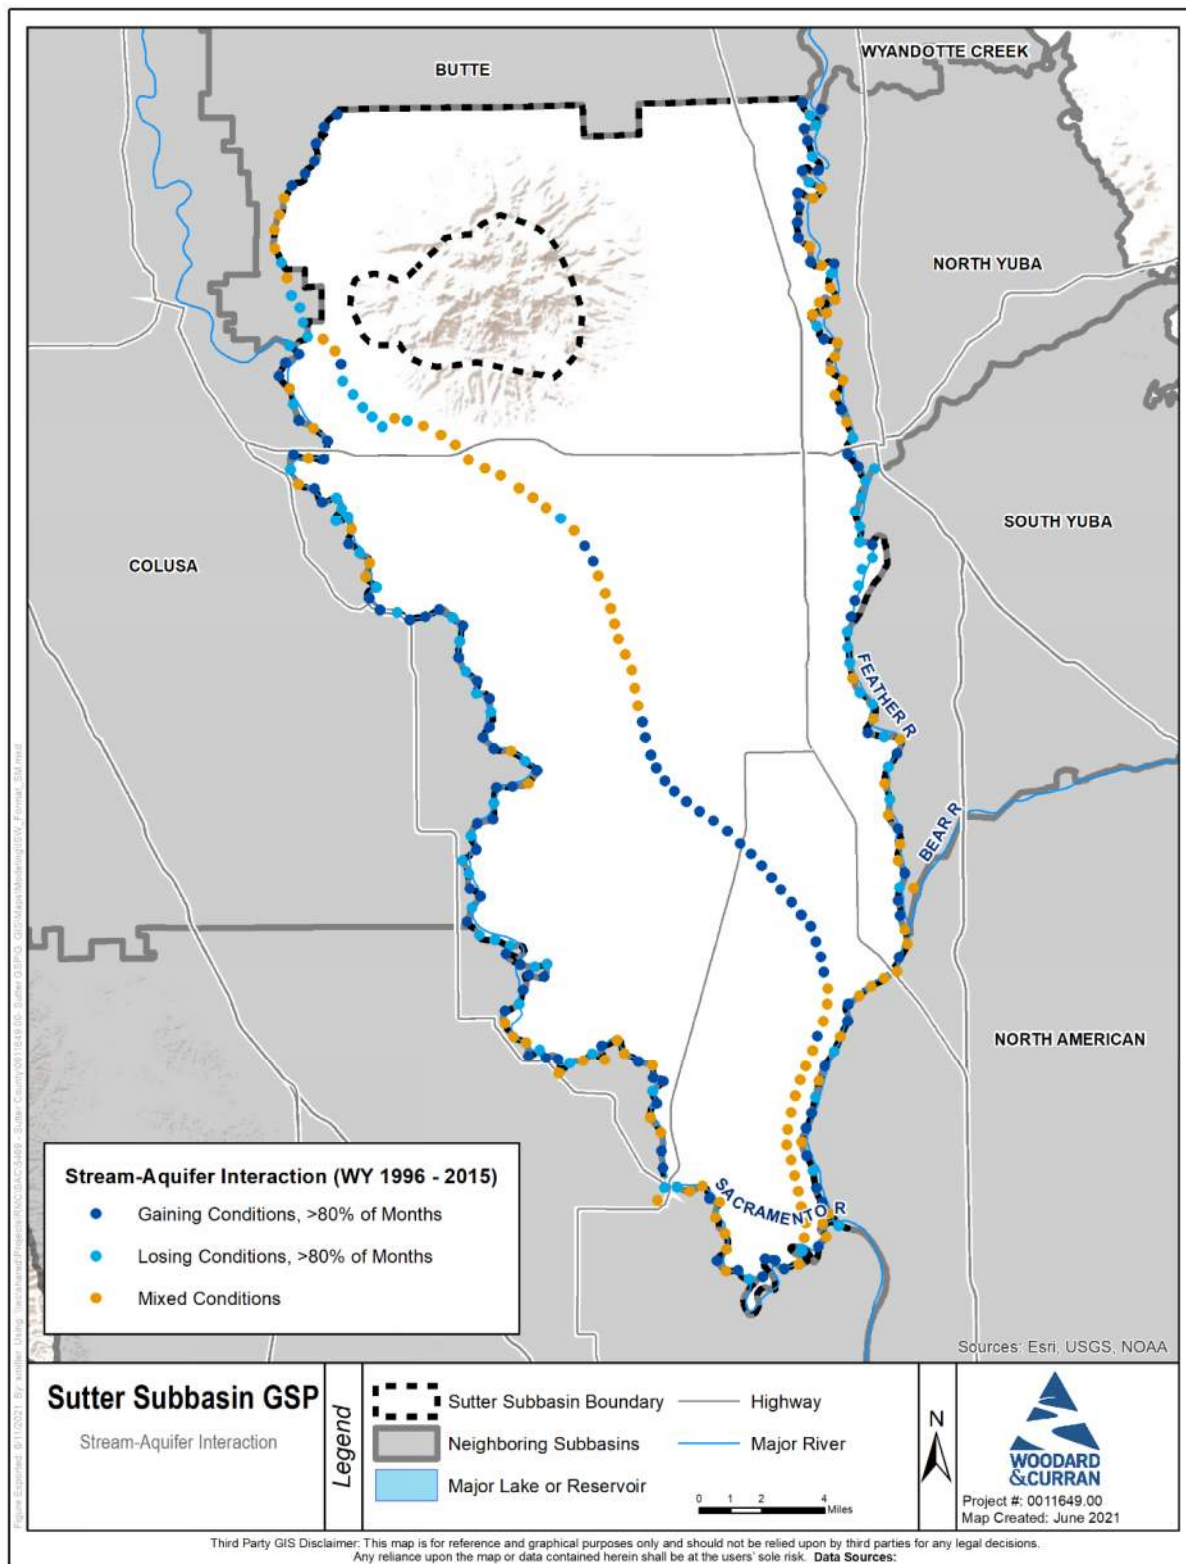 WYANDOTTE CREEK
BUTTE
NORTH YUBA
SOUTH YUBA
COLUSA
FEATHER R
BEAR R
NORTH AMERICAN
SACRAMENTO R
Stream-Aquifer Interaction (WY 1996 - 2015)
Gaining Conditions, >80% of Months
Losing Conditions, >80% of Months
Mixed Conditions
Sources: Esri, USGS, NOAA
Sutter Subbasin GSP
Stream-Aquifer Interaction
Legend
Sutter Subbasin Boundary
Highway
Neighboring Subbasins
Major River
Major Lake or Reservoir
0 1 2 4
Miles
N
WOODARD
&CURRAN
Project #: 0011649.00
Map Created: June 2021
Third Party GIS Disclaimer: This map is for reference and graphical purposes only and should not be relied upon by third parties for any legal decisions.
Any reliance upon the map or data contained herein shall be at the users' sole risk. Data Sources: